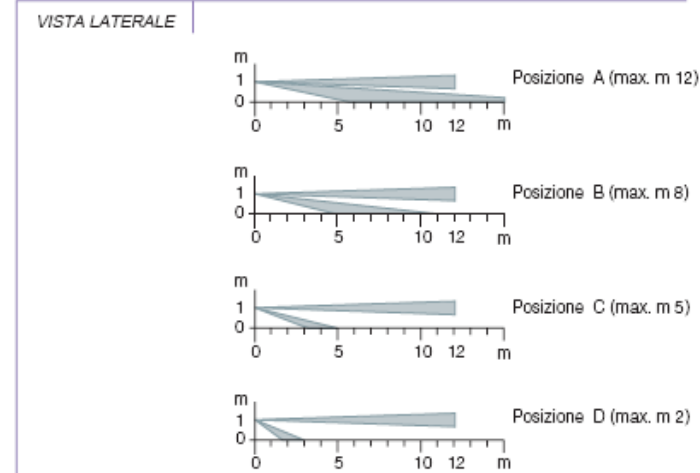 VISTA LATERALE
m
1
0
0 5 10 12 m
Posizione A (max. m 12)
m
1
0
0 5 10 12 m
Posizione B (max. m 8)
m
1
0
0 5 10 12 m
Posizione C (max. m 5)
m
1
0
0 5 10 12 m
Posizione D (max. m 2)